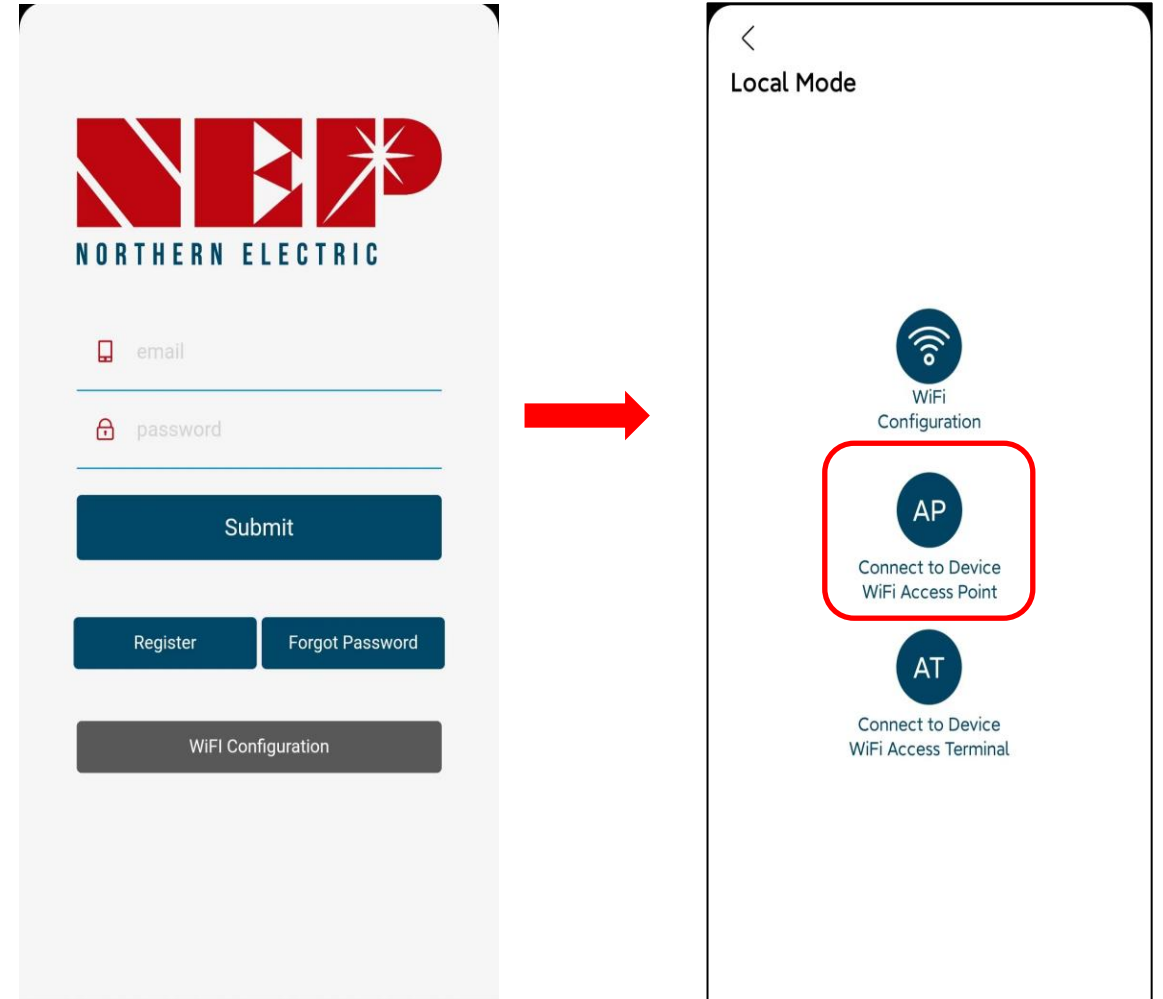 NEP
NORTHERN ELECTRIC
email
password
Submit
Register
Forgot Password
WiFI Configuration
Local Mode
WiFi
Configuration
AP
Connect to Device
WiFi Access Point
AT
Connect to Device
WiFi Access Terminal